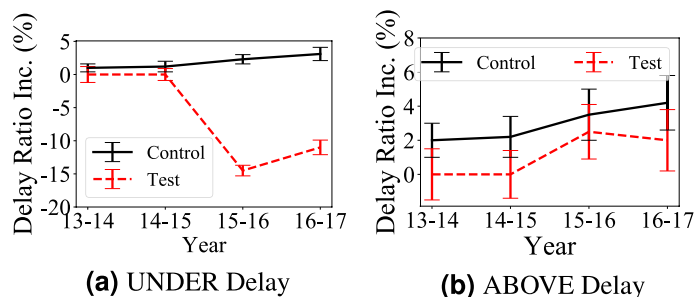 Delay Ratio Inc. (%)
5
0
-5
-10
-15
-20
Control
Test
13-14 14-15 15-16 16-17
Year
(a) UNDER Delay
Delay Ratio Inc. (%)
8
6
4
2
0
Control Test
13-14 14-15 15-16 16-17
Year
(b) ABOVE Delay